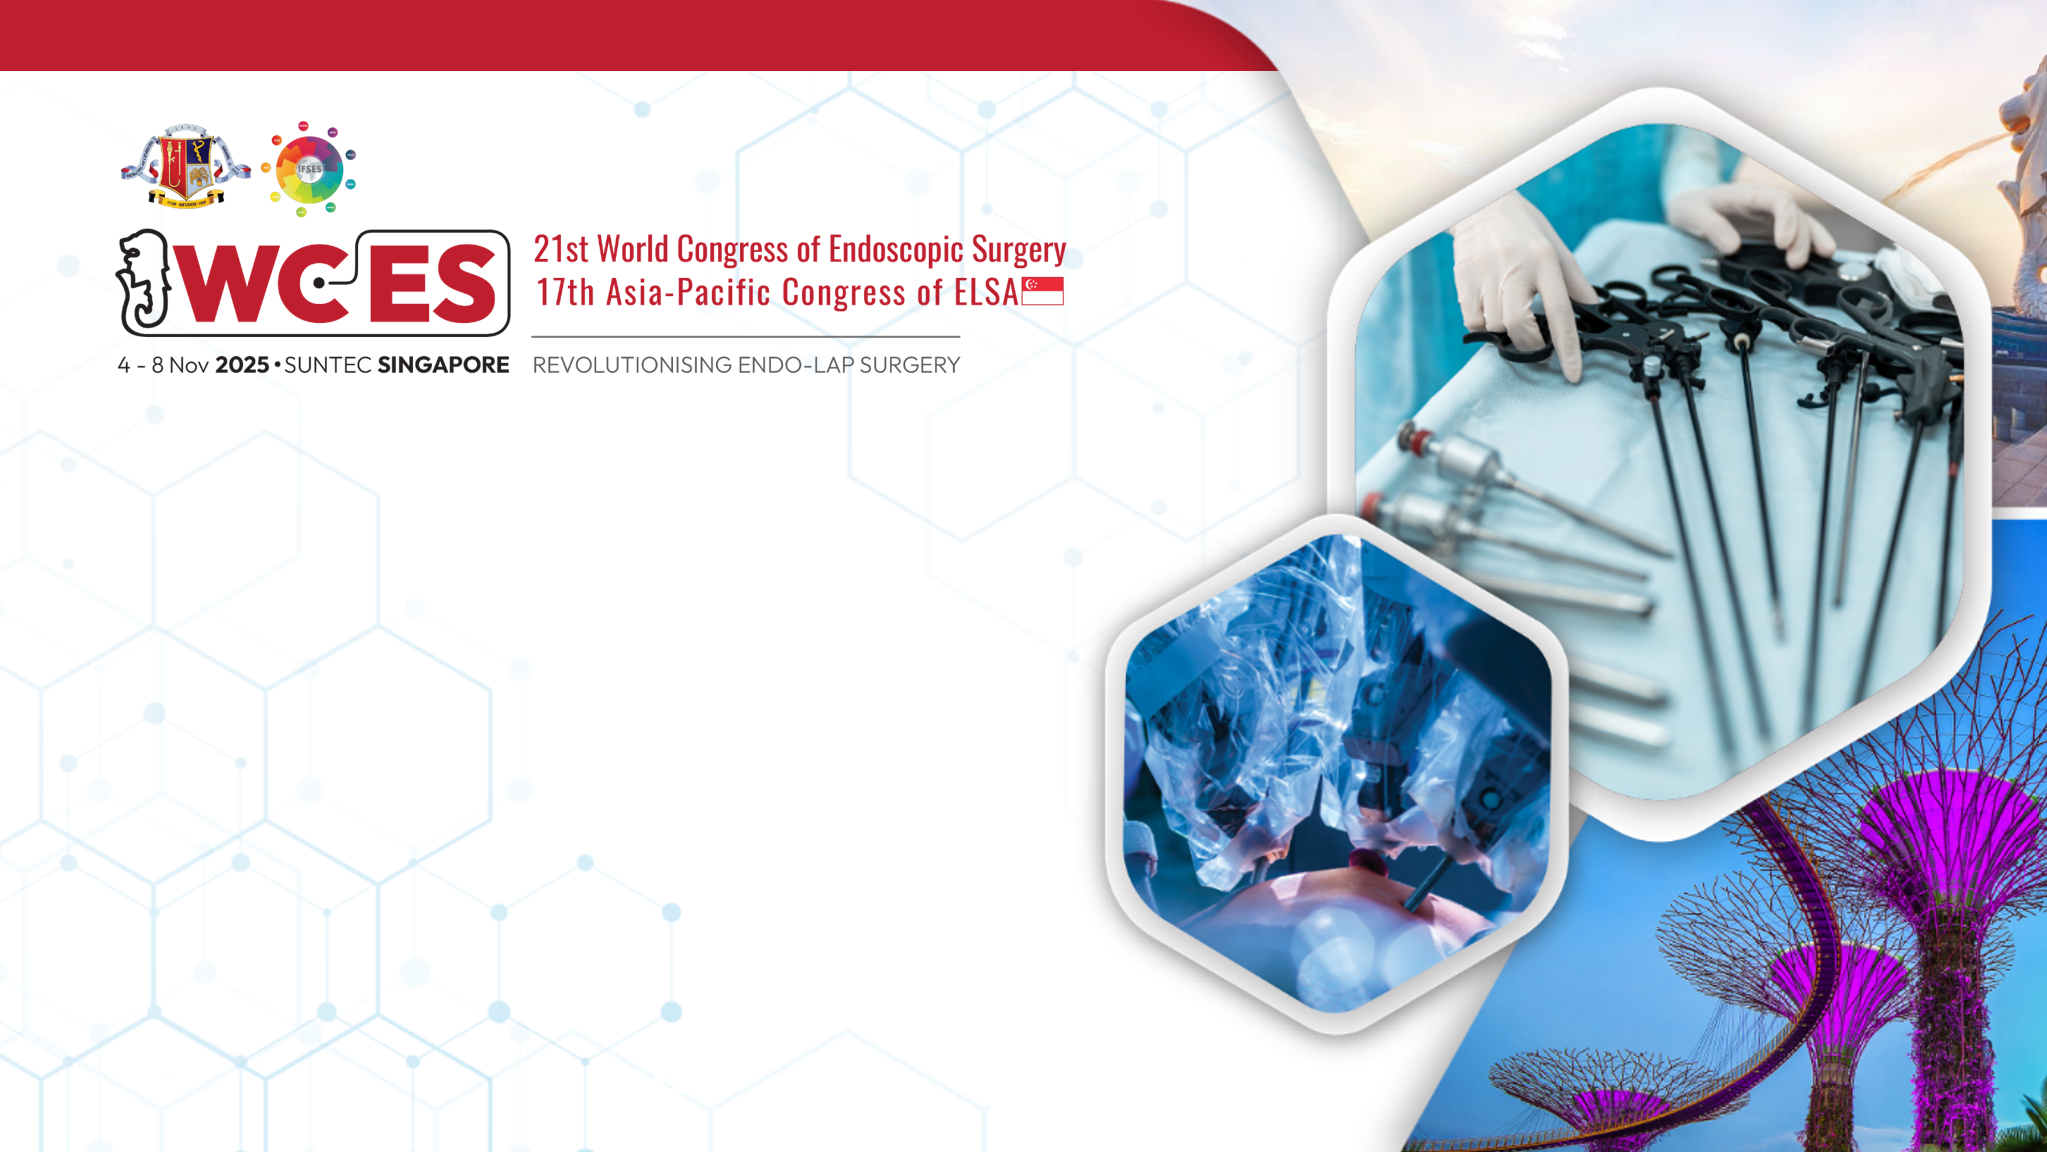 IFSES
WCES
21st World Congress of Endoscopic Surgery
17th Asia-Pacific Congress of ELSA
4 - 8 Nov 2025 • SUNTEC SINGAPORE
REVOLUTIONISING ENDO-LAP SURGERY